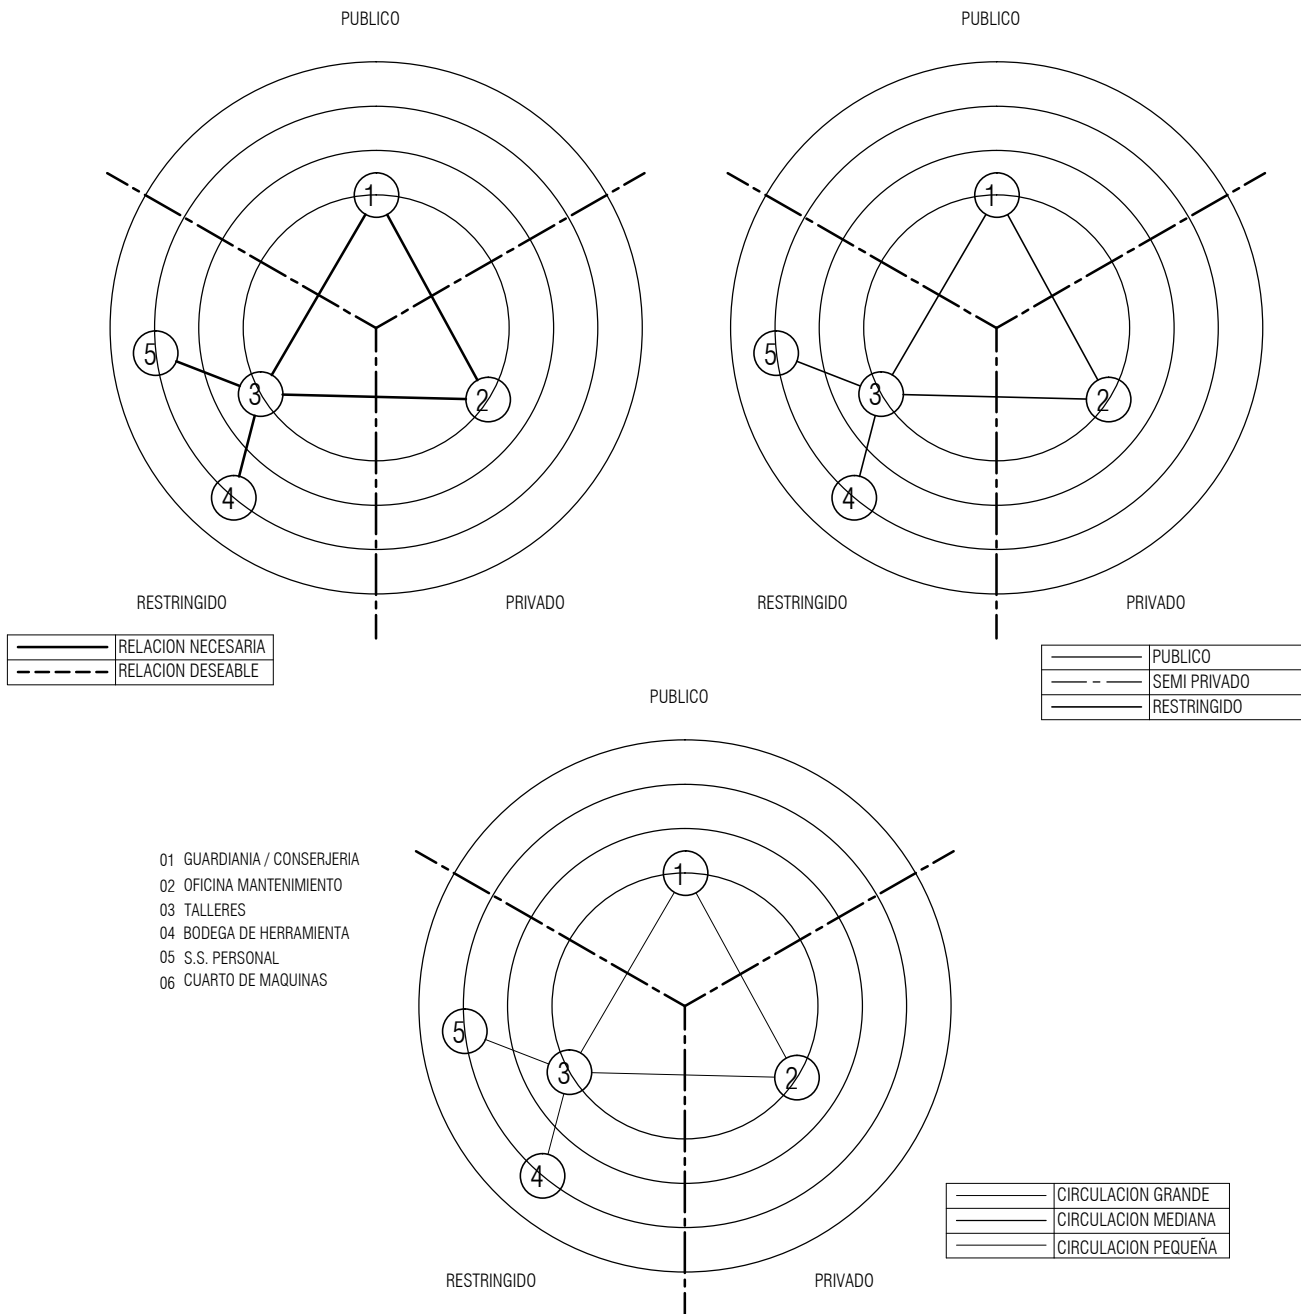 PUBLICO
1
5
3
2
4
RESTRINGIDO
PRIVADO
RELACION NECESARIA
RELACION DESEABLE
PUBLICO
1
5
3
2
4
RESTRINGIDO
PRIVADO
PUBLICO
SEMI PRIVADO
RESTRINGIDO
PUBLICO
01 GUARDIANIA / CONSERJERIA
02 OFICINA MANTENIMIENTO
03 TALLERES
04 BODEGA DE HERRAMIENTA
05 S.S. PERSONAL
06 CUARTO DE MAQUINAS
1
5
3
2
4
RESTRINGIDO
PRIVADO
CIRCULACION GRANDE
CIRCULACION MEDIANA
CIRCULACION PEQUEÑA